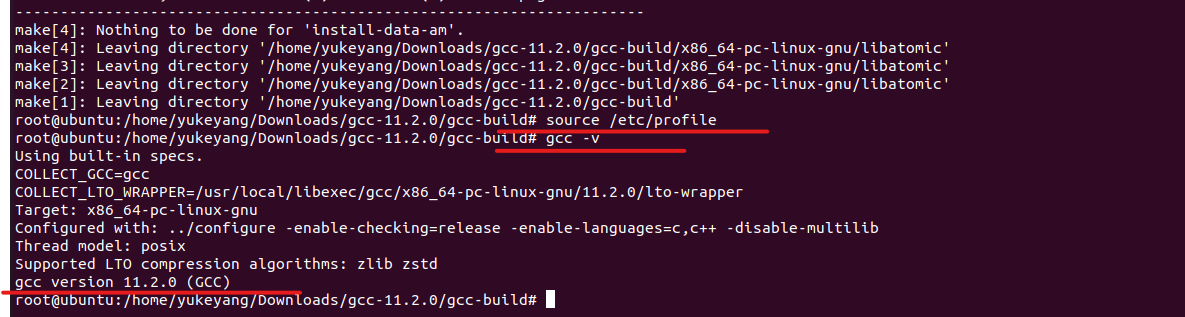 ----------------------------------------------------------------------
make[4]: Nothing to be done for 'install-data-am'.
make[4]: Leaving directory '/home/yukeyang/Downloads/gcc-11.2.0/gcc-build/x86_64-pc-linux-gnu/libatomic'
make[3]: Leaving directory '/home/yukeyang/Downloads/gcc-11.2.0/gcc-build/x86_64-pc-linux-gnu/libatomic'
make[2]: Leaving directory '/home/yukeyang/Downloads/gcc-11.2.0/gcc-build/x86_64-pc-linux-gnu/libatomic'
make[1]: Leaving directory '/home/yukeyang/Downloads/gcc-11.2.0/gcc-build'
root@ubuntu:/home/yukeyang/Downloads/gcc-11.2.0/gcc-build# source /etc/profile
root@ubuntu:/home/yukeyang/Downloads/gcc-11.2.0/gcc-build# gcc -v
Using built-in specs.
COLLECT_GCC=gcc
COLLECT_LTO_WRAPPER=/usr/local/libexec/gcc/x86_64-pc-linux-gnu/11.2.0/lto-wrapper
Target: x86_64-pc-linux-gnu
Configured with: ../configure -enable-checking=release -enable-languages=c,c++ -disable-multilib
Thread model: posix
Supported LTO compression algorithms: zlib zstd
gcc version 11.2.0 (GCC)
root@ubuntu:/home/yukeyang/Downloads/gcc-11.2.0/gcc-build#